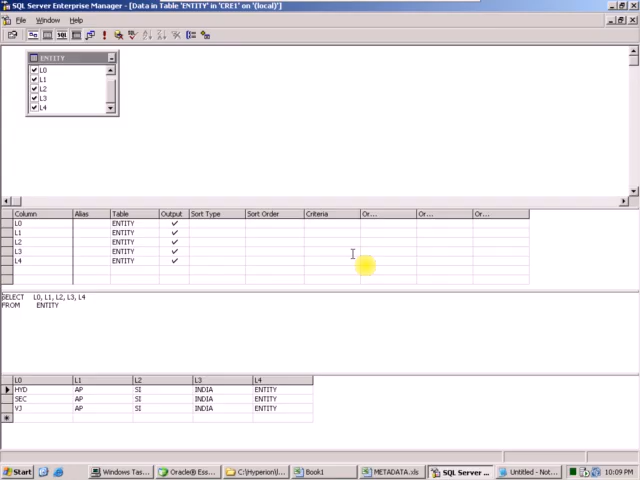 SQL Server Enterprise Manager - [Data in Table 'ENTITY' in 'CRE1' on '(local)']
File Window Help
SQL
ENTITY
L0
L1
L2
L3
L4
Column Alias Table Output Sort Type Sort Order Criteria Or... Or... Or...
L0 ENTITY
L1 ENTITY
L2 ENTITY
L3 ENTITY
L4 ENTITY
SELECT L0, L1, L2, L3, L4
FROM ENTITY
L0 L1 L2 L3 L4
HYD AP SI INDIA ENTITY
SEC AP SI INDIA ENTITY
VJ AP SI INDIA ENTITY
Start Windows Tas... Oracle® Ess... C:\Hyperion\I... Book1 METADATA.xls SQL Server ... Untitled - Not... 10:09 PM